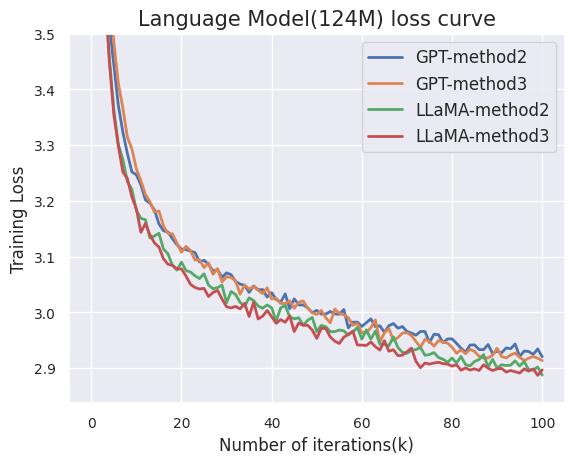 Language Model(124M) loss curve
3.5
3.4
3.3
3.2
3.1
3.0
2.9
Training Loss
GPT-method2
GPT-method3
LLaMA-method2
LLaMA-method3
0 20 40 60 80 100
Number of iterations(k)